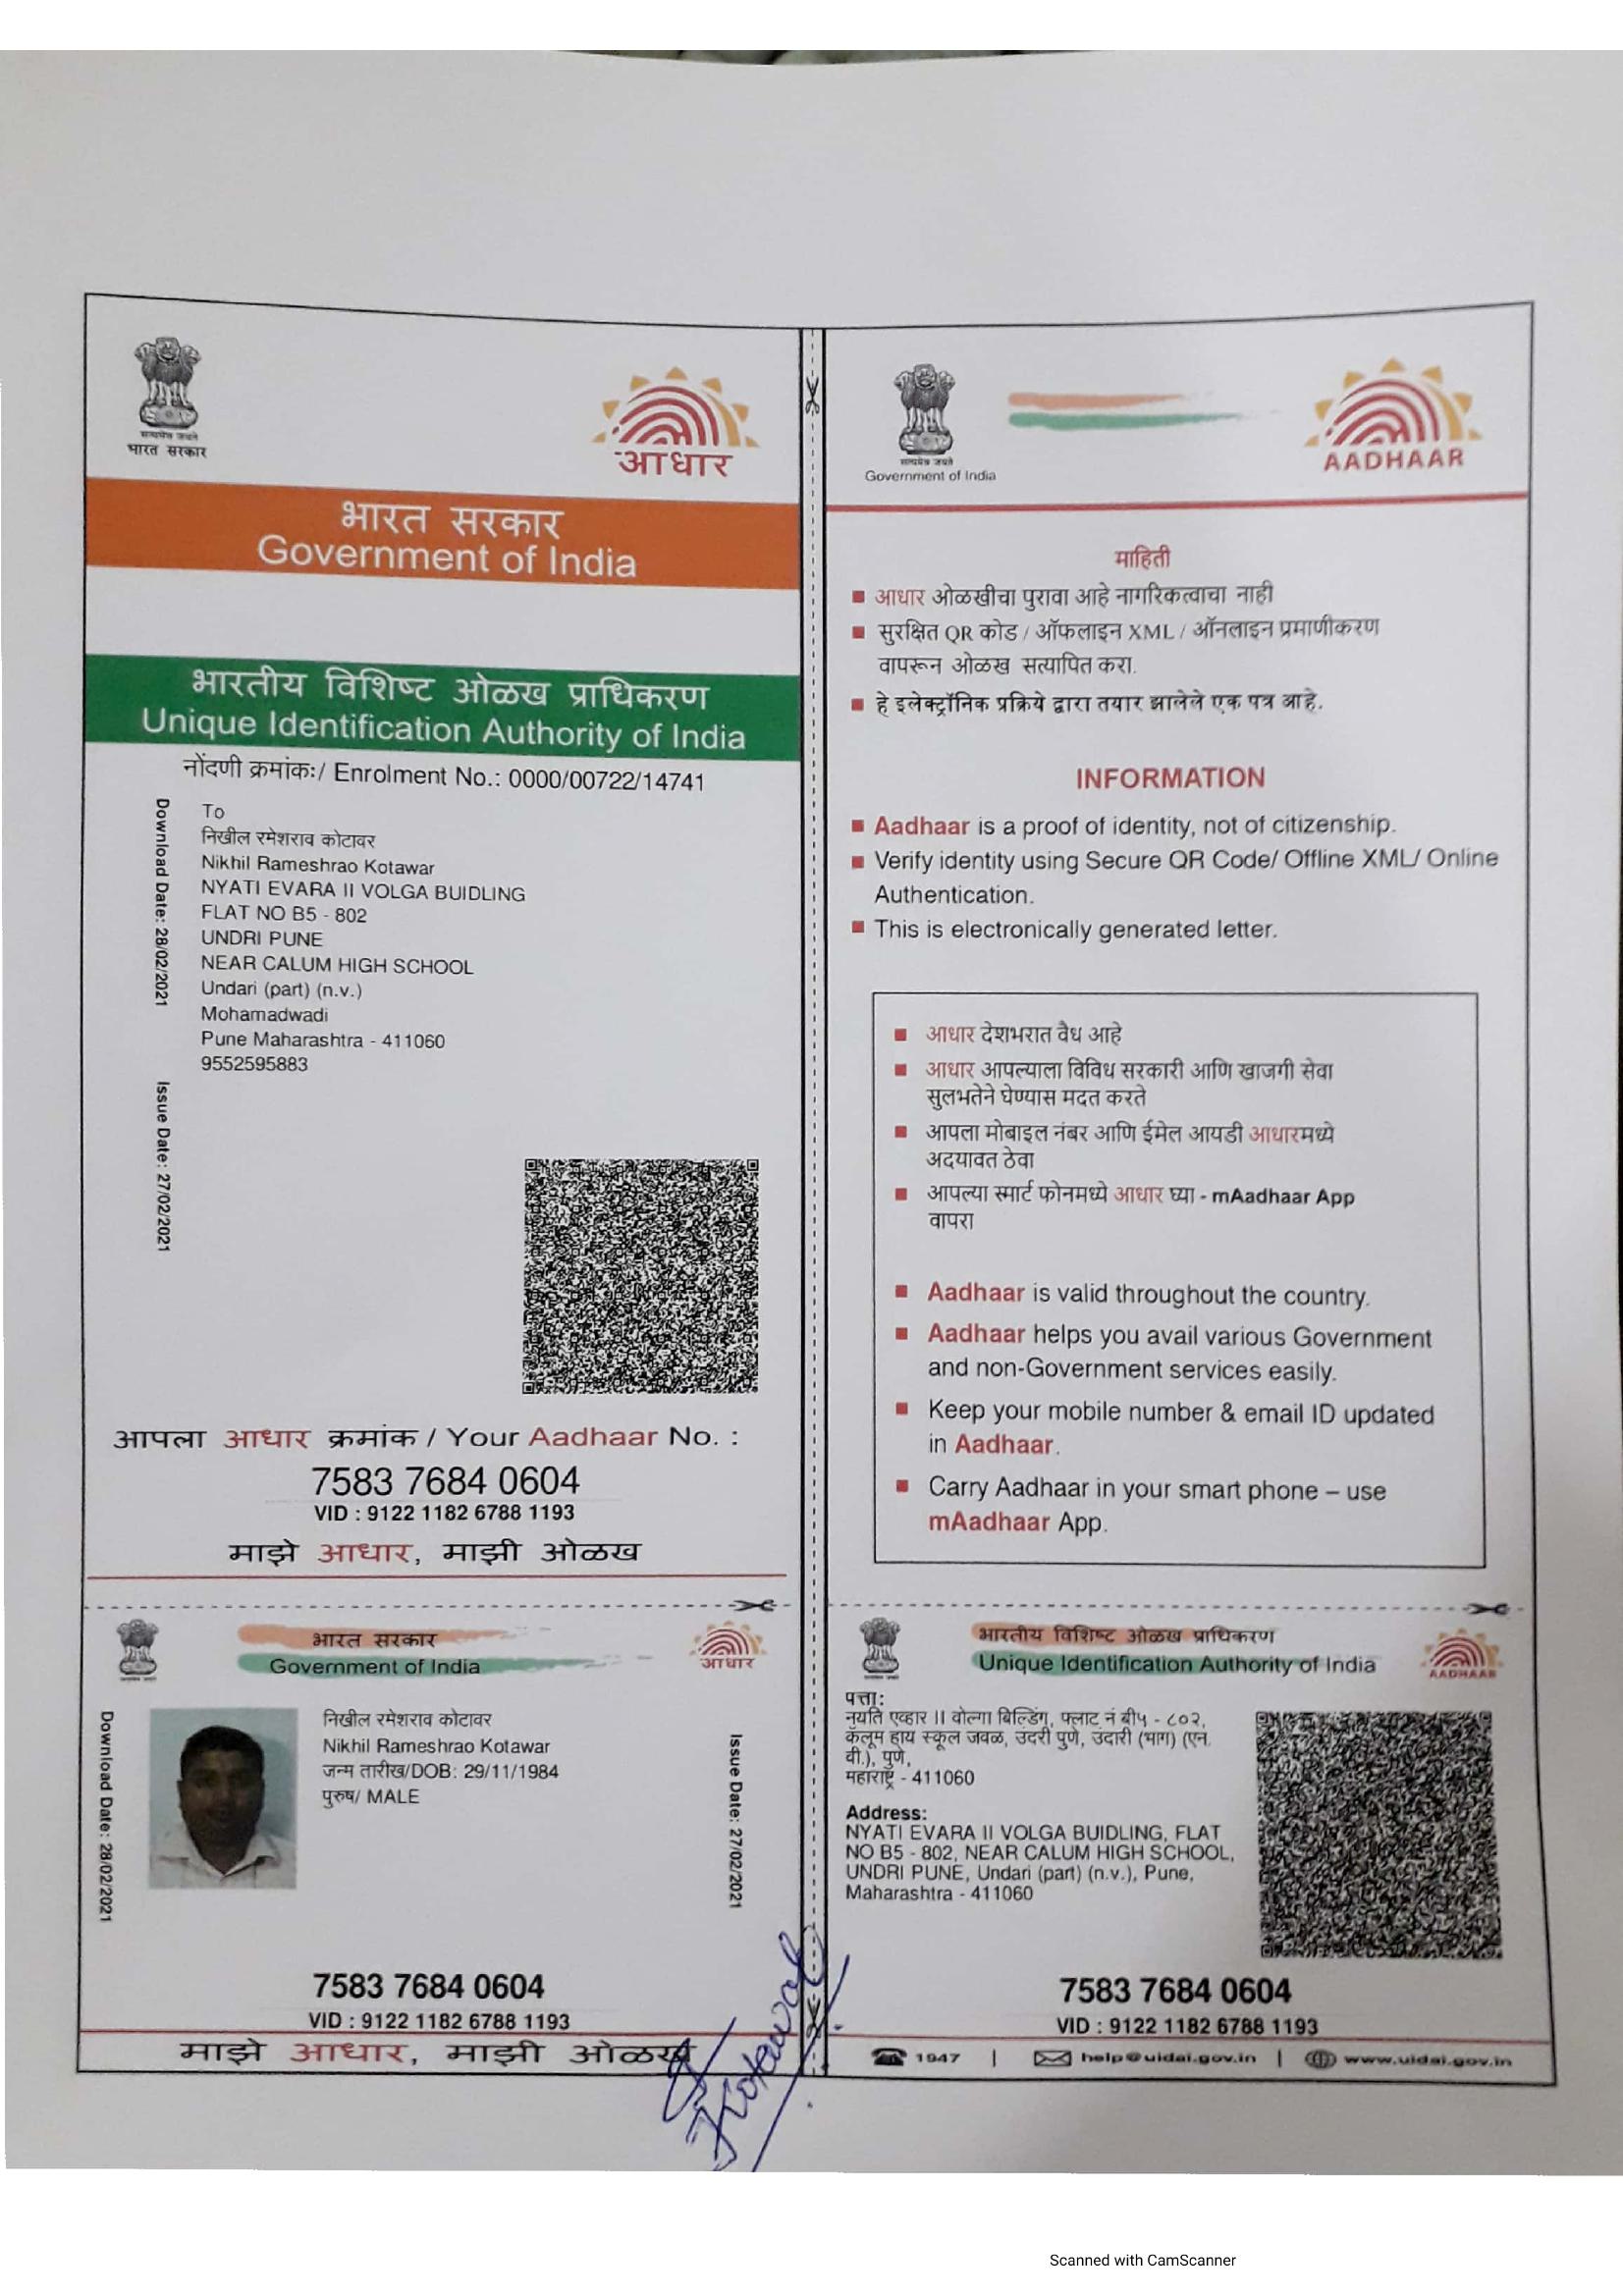 सत्यमेव जयते
भारत सरकार
आधार
भारत सरकार
Government of India
भारतीय विशिष्ट ओळख प्राधिकरण
Unique Identification Authority of India
नोंदणी क्रमांकः/ Enrolment No.: 0000/00722/14741
Download Date: 28/02/2021
Issue Date: 27/02/2021
To
निखील रमेशराव कोटावर
Nikhil Rameshrao Kotawar
NYATI EVARA II VOLGA BUIDLING
FLAT NO B5 - 802
UNDRI PUNE
NEAR CALUM HIGH SCHOOL
Undari (part) (n.v.)
Mohamadwadi
Pune Maharashtra - 411060
9552595883
आपला आधार क्रमांक / Your Aadhaar No. :
7583 7684 0604
VID : 9122 1182 6788 1193
माझे आधार, माझी ओळख
सत्यमेव जयते
Government of India
AADHAAR
माहिती
आधार ओळखीचा पुरावा आहे नागरिकत्वाचा नाही
सुरक्षित QR कोड / ऑफलाइन XML / ऑनलाइन प्रमाणीकरण
वापरून ओळख सत्यापित करा.
हे इलेक्ट्रॉनिक प्रक्रिये द्वारा तयार झालेले एक पत्र आहे.
INFORMATION
Aadhaar is a proof of identity, not of citizenship.
Verify identity using Secure QR Code/ Offline XML/ Online
Authentication.
This is electronically generated letter.
आधार देशभरात वैध आहे
आधार आपल्याला विविध सरकारी आणि खाजगी सेवा
सुलभतेने घेण्यास मदत करते
आपला मोबाइल नंबर आणि ईमेल आयडी आधारमध्ये
अदयावत ठेवा
आपल्या स्मार्ट फोनमध्ये आधार घ्या - mAadhaar App
वापरा
Aadhaar is valid throughout the country.
Aadhaar helps you avail various Government
and non-Government services easily.
Keep your mobile number & email ID updated
in Aadhaar.
Carry Aadhaar in your smart phone – use
mAadhaar App.
भारत सरकार
Government of India
आधार
Download Date: 28/02/2021
निखील रमेशराव कोटावर
Nikhil Rameshrao Kotawar
जन्म तारीख/DOB: 29/11/1984
पुरुष/ MALE
Issue Date: 27/02/2021
7583 7684 0604
VID : 9122 1182 6788 1193
माझे आधार, माझी ओळख
Kotawar
भारतीय विशिष्ट ओळख प्राधिकरण
Unique Identification Authority of India
AADHAAR
पत्ता:
नयति एव्हार II वोल्गा बिल्डिंग, फ्लाट नं बी५ - ८०२,
कॅलूम हाय स्कूल जवळ, उंदरी पुणे, उंदारी (भाग) (एन.
वी.), पुणे,
महाराष्ट्र - 411060
Address:
NYATI EVARA II VOLGA BUIDLING, FLAT
NO B5 - 802, NEAR CALUM HIGH SCHOOL,
UNDRI PUNE, Undari (part) (n.v.), Pune,
Maharashtra - 411060
7583 7684 0604
VID : 9122 1182 6788 1193
1947 | help@uidai.gov.in | www.uidai.gov.in
Scanned with CamScanner